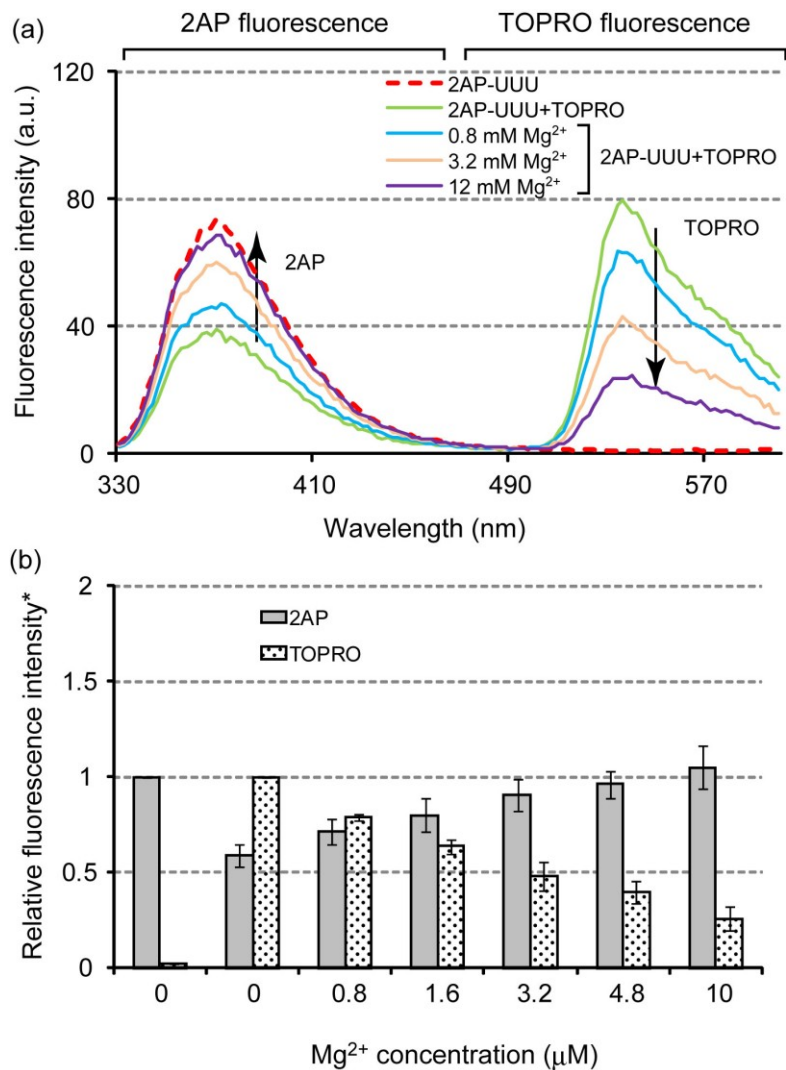 (a)
2AP fluorescence TOPRO fluorescence
120
80
40
0
Fluorescence intensity (a.u.)
2AP-UUU
2AP-UUU+TOPRO
0.8 mM Mg²⁺
3.2 mM Mg²⁺
12 mM Mg²⁺
2AP-UUU+TOPRO
2AP
TOPRO
330 410 490 570
Wavelength (nm)
(b)
2
1.5
1
0.5
0
Relative fluorescence intensity*
2AP
TOPRO
0 0 0.8 1.6 3.2 4.8 10
Mg²⁺ concentration (μM)